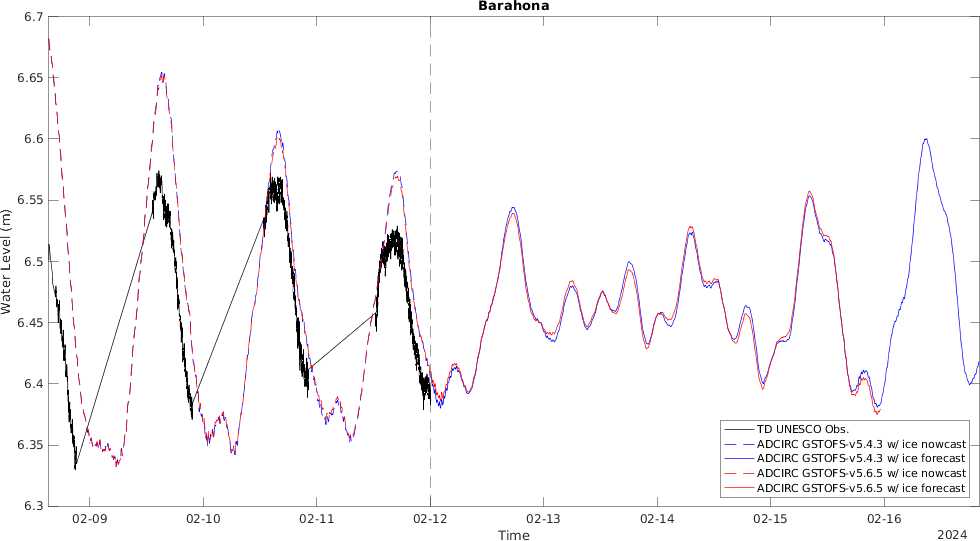 Barahona
6.7
6.65
6.6
6.55
6.5
6.45
6.4
6.35
6.3
Water Level (m)
02-09 02-10 02-11 02-12 02-13 02-14 02-15 02-16
Time
2024
TD UNESCO Obs.
ADCIRC GSTOFS-v5.4.3 w/ ice nowcast
ADCIRC GSTOFS-v5.4.3 w/ ice forecast
ADCIRC GSTOFS-v5.6.5 w/ ice nowcast
ADCIRC GSTOFS-v5.6.5 w/ ice forecast